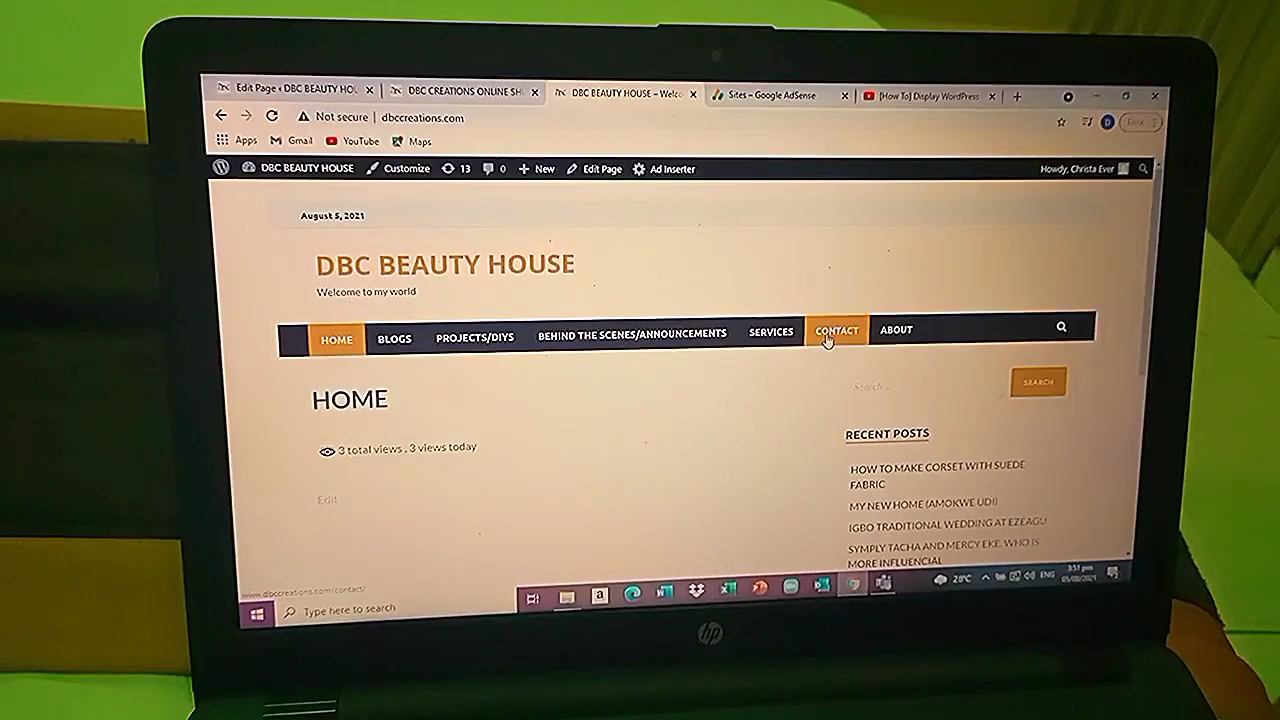 Edit Page ‹ DBC BEAUTY HOU
DBC CREATIONS ONLINE SH
DBC BEAUTY HOUSE – Welc
Sites – Google AdSense
[How To] Display WordPress
Not secure | dbccreations.com
Apps Gmail YouTube Maps
DBC BEAUTY HOUSE Customize 13 0 New Edit Page Ad Inserter Howdy, Christa Ever
August 5, 2021
DBC BEAUTY HOUSE
Welcome to my world
HOME BLOGS PROJECTS/DIYS BEHIND THE SCENES/ANNOUNCEMENTS SERVICES CONTACT ABOUT
HOME
3 total views , 3 views today
Edit
Search ...
SEARCH
RECENT POSTS
HOW TO MAKE CORSET WITH SUEDE
FABRIC
MY NEW HOME (AMOKWE UDI)
IGBO TRADITIONAL WEDDING AT EZEAGU
SYMPLY TACHA AND MERCY EKE, WHO IS
MORE INFLUENCIAL
www.dbccreations.com/contact/
Type here to search
28°C ENG
3:51 pm
05/08/2021
hp